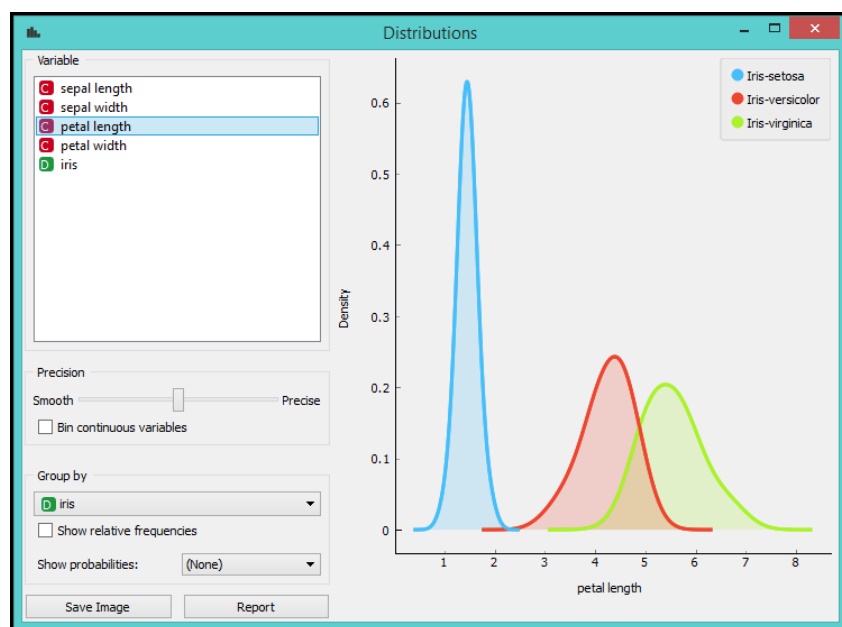 Distributions
Variable
C sepal length
C sepal width
C petal length
C petal width
D iris
Precision
Smooth Precise
Bin continuous variables
Group by
D iris
Show relative frequencies
Show probabilities: (None)
Save Image Report
Iris-setosa
Iris-versicolor
Iris-virginica
Density
0.6
0.5
0.4
0.3
0.2
0.1
0
1 2 3 4 5 6 7 8
petal length